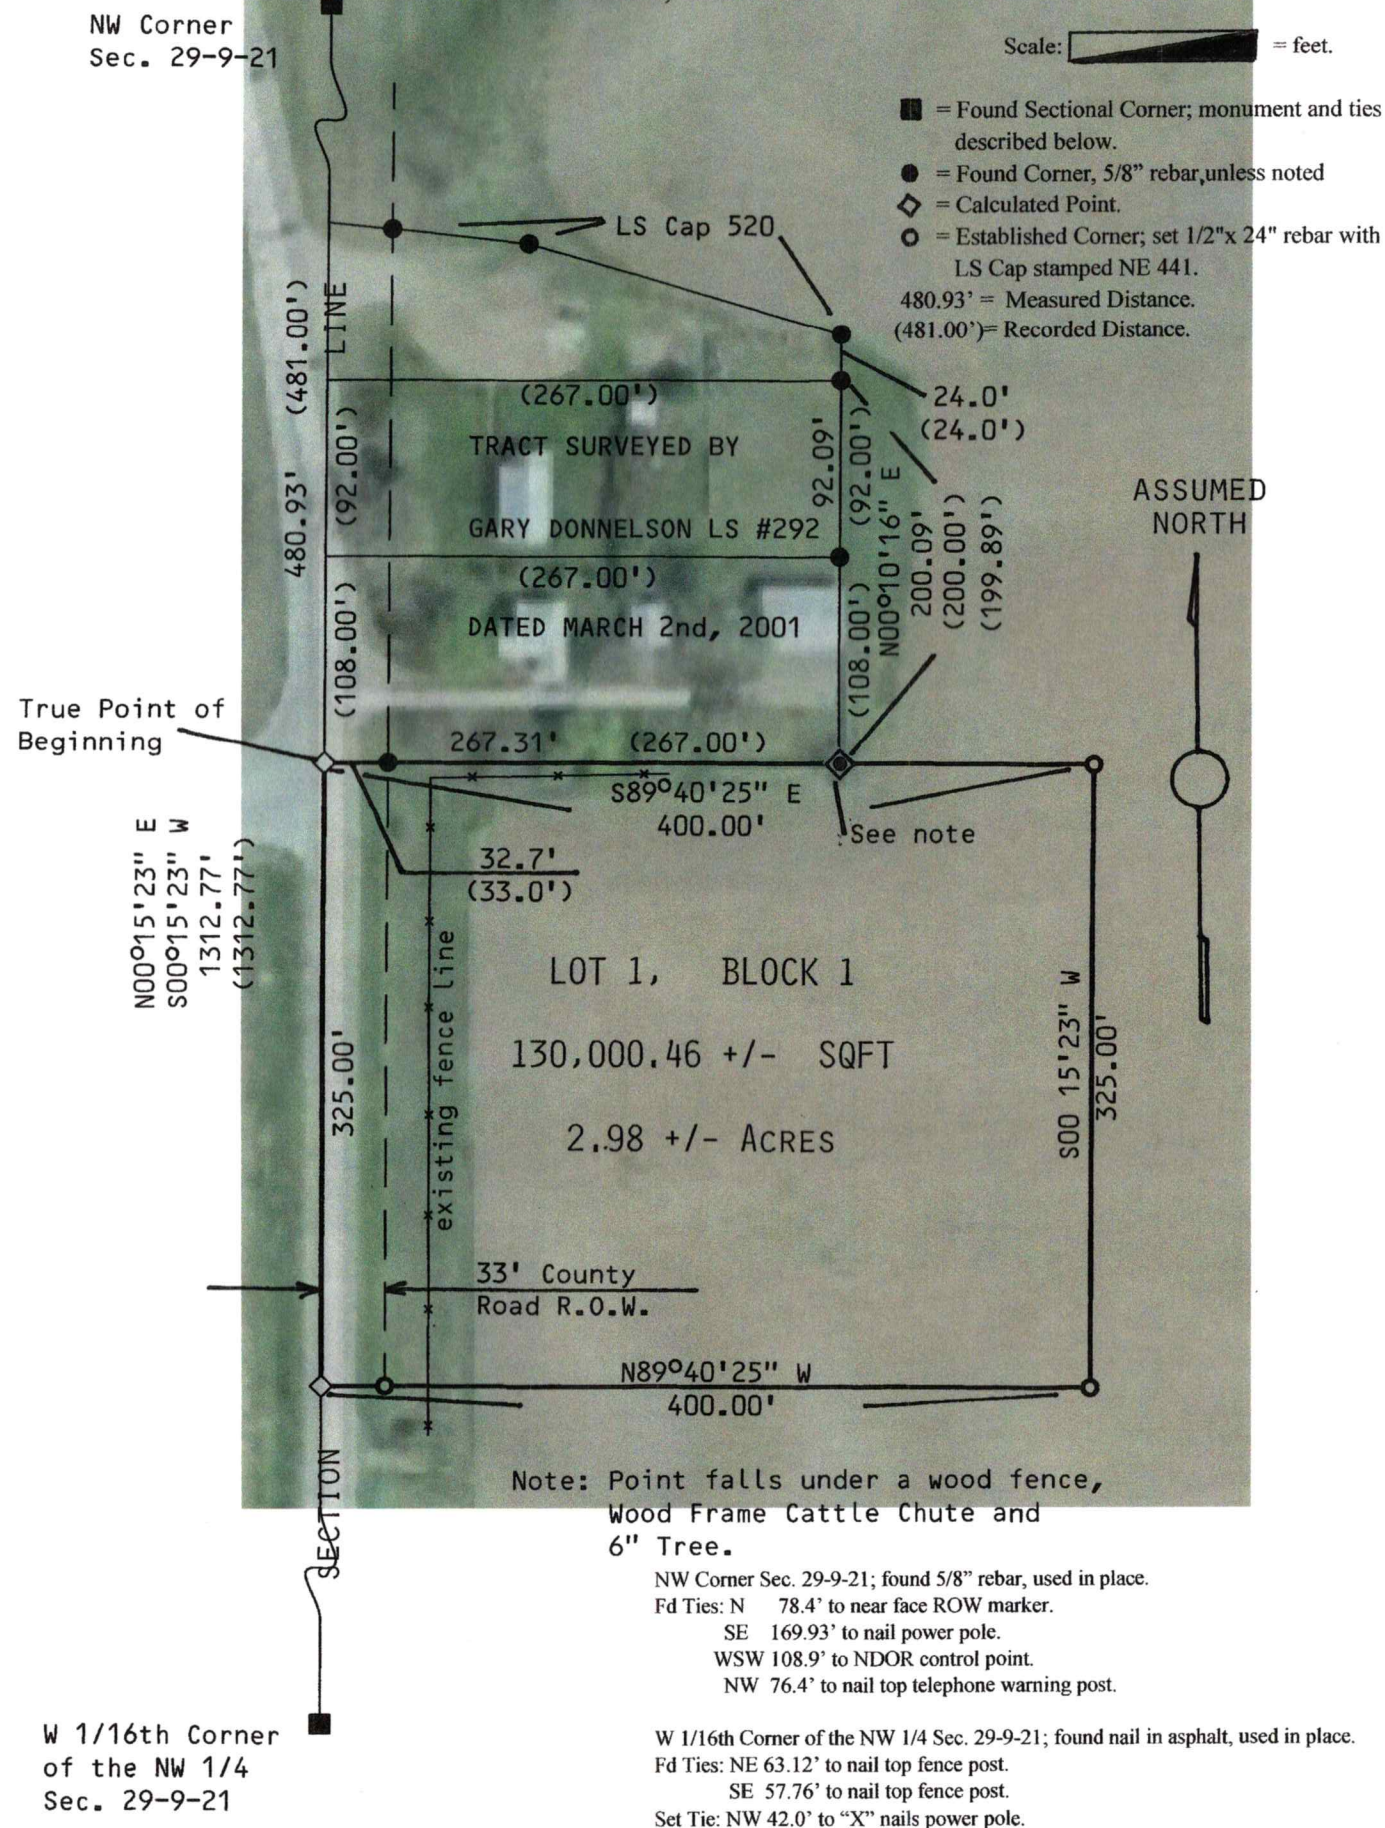 NW Corner
Sec. 29-9-21
Scale: = feet.
= Found Sectional Corner; monument and ties
described below.
= Found Corner, 5/8” rebar,unless noted
= Calculated Point.
= Established Corner; set 1/2"x 24" rebar with
LS Cap stamped NE 441.
480.93’ = Measured Distance.
(481.00’)= Recorded Distance.
LS Cap 520
(481.00')
480.93'
LINE
(267.00')
24.0'
(24.0')
TRACT SURVEYED BY
(92.00')
92.09'
(92.00')
N00°10'16" E
200.09'
(200.00')
(199.89')
ASSUMED
NORTH
GARY DONNELSON LS #292
(267.00')
DATED MARCH 2nd, 2001
(108.00')
(108.00')
True Point of
Beginning
267.31' (267.00')
S89°40'25" E
400.00'
See note
32.7'
(33.0')
N00°15'23" E
S00°15'23" W
1312.77'
(1312.77')
existing fence line
LOT 1, BLOCK 1
130,000.46 +/- SQFT
2.98 +/- ACRES
325.00'
S00 15'23" W
325.00'
33' County
Road R.O.W.
N89°40'25" W
400.00'
SECTION
Note: Point falls under a wood fence,
Wood Frame Cattle Chute and
6" Tree.
NW Corner Sec. 29-9-21; found 5/8” rebar, used in place.
Fd Ties: N 78.4’ to near face ROW marker.
SE 169.93’ to nail power pole.
WSW 108.9’ to NDOR control point.
NW 76.4’ to nail top telephone warning post.
W 1/16th Corner
of the NW 1/4
Sec. 29-9-21
W 1/16th Corner of the NW 1/4 Sec. 29-9-21; found nail in asphalt, used in place.
Fd Ties: NE 63.12’ to nail top fence post.
SE 57.76’ to nail top fence post.
Set Tie: NW 42.0’ to “X” nails power pole.